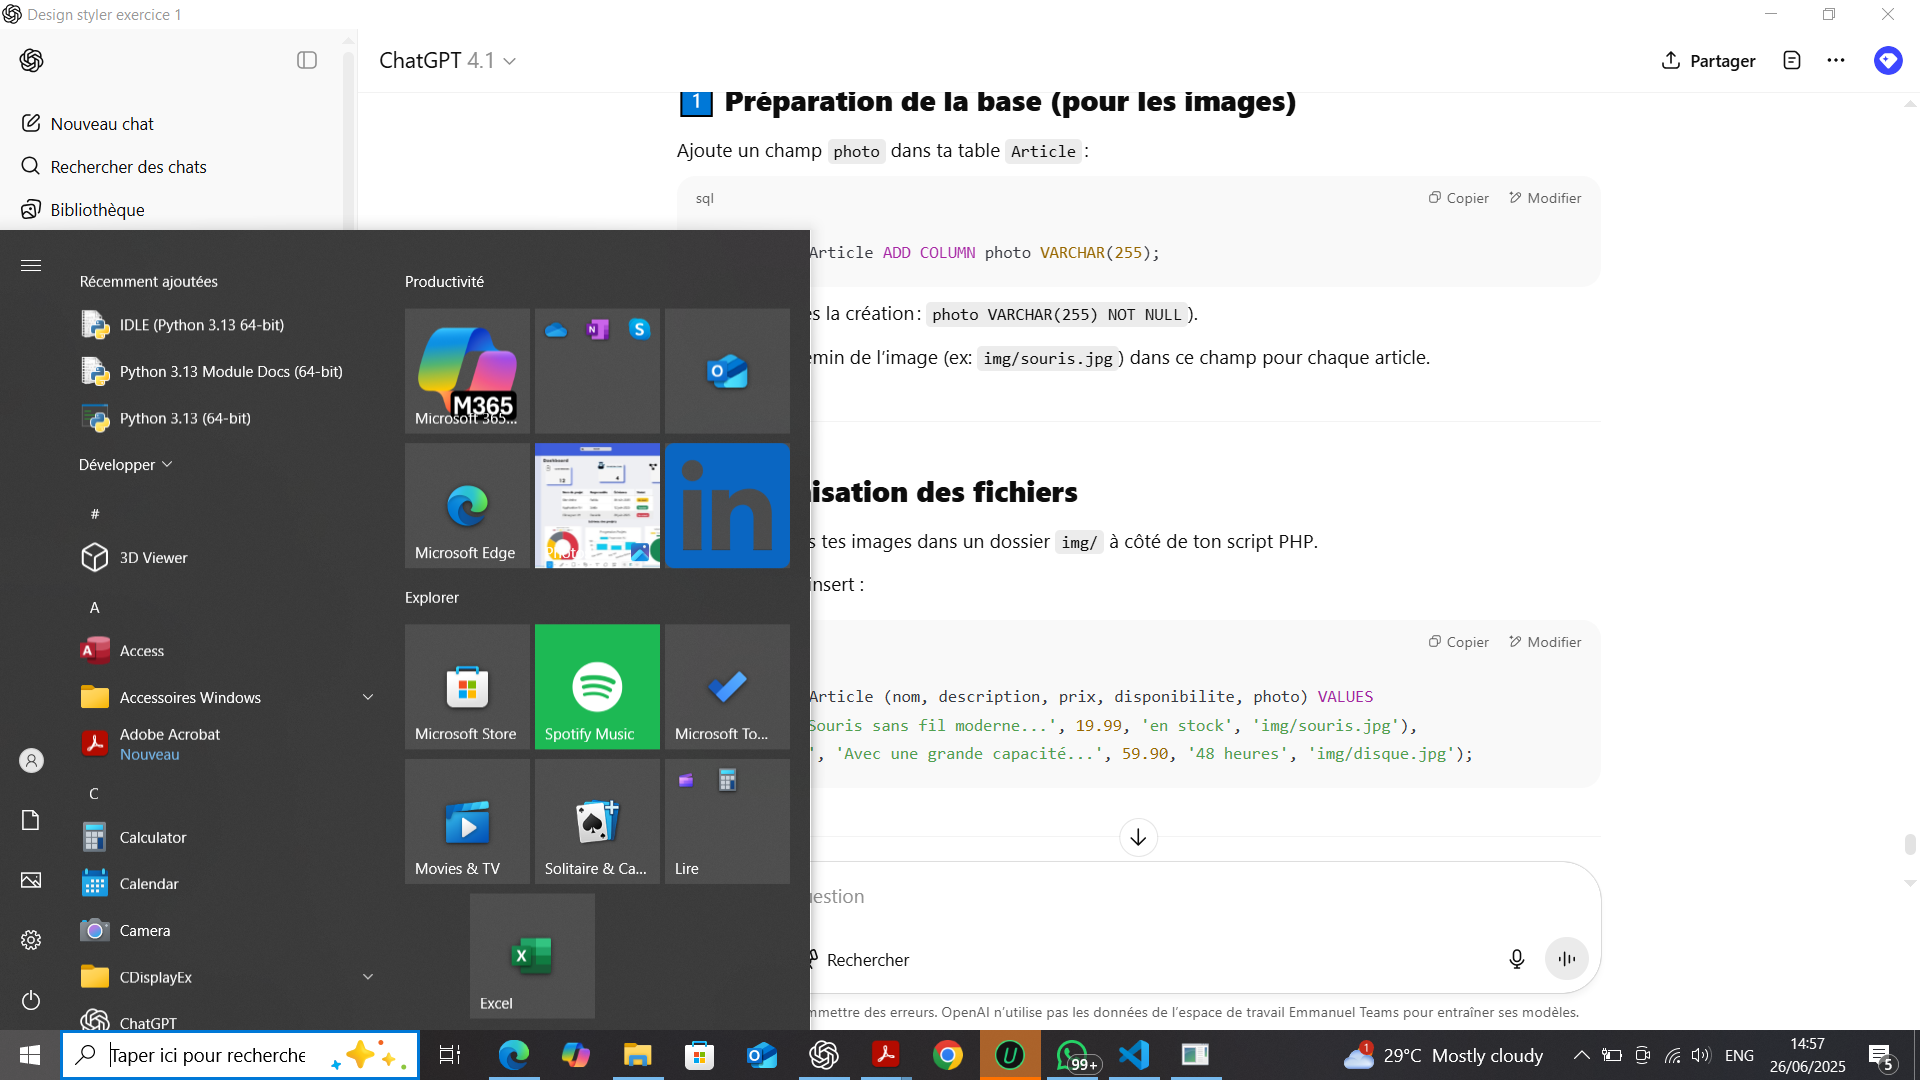 Design styler exercice 1
ChatGPT 4.1
Partager
Nouveau chat
Rechercher des chats
Bibliothèque
1 Préparation de la base (pour les images)
Ajoute un champ photo dans ta table Article :
sql
Copier
Modifier
Article ADD COLUMN photo VARCHAR(255);
la création : photo VARCHAR(255) NOT NULL ).
de l'image (ex: img/souris.jpg ) dans ce champ pour chaque article.
des fichiers
tes images dans un dossier img/ à côté de ton script PHP.
insert :
Copier
Modifier
Article (nom, description, prix, disponibilite, photo) VALUES
Souris sans fil moderne...', 19.99, 'en stock', 'img/souris.jpg'),
', 'Avec une grande capacité...', 59.90, '48 heures', 'img/disque.jpg');
Rechercher
des erreurs. OpenAI n'utilise pas les données de l'espace de travail Emmanuel Teams pour entraîner ses modèles.
Récemment ajoutées
IDLE (Python 3.13 64-bit)
Python 3.13 Module Docs (64-bit)
Python 3.13 (64-bit)
Développer
#
3D Viewer
A
Access
Accessoires Windows
Adobe Acrobat
Nouveau
C
Calculator
Calendar
Camera
CDisplayEx
ChatGPT
Productivité
M365
Microsoft 365...
Microsoft Edge
Dashboard
in
Explorer
Microsoft Store
Spotify Music
Microsoft To...
Movies & TV
Solitaire & Ca...
Lire
Excel
Taper ici pour recherche
99+
1
29°C Mostly cloudy
ENG
14:57
26/06/2025
5